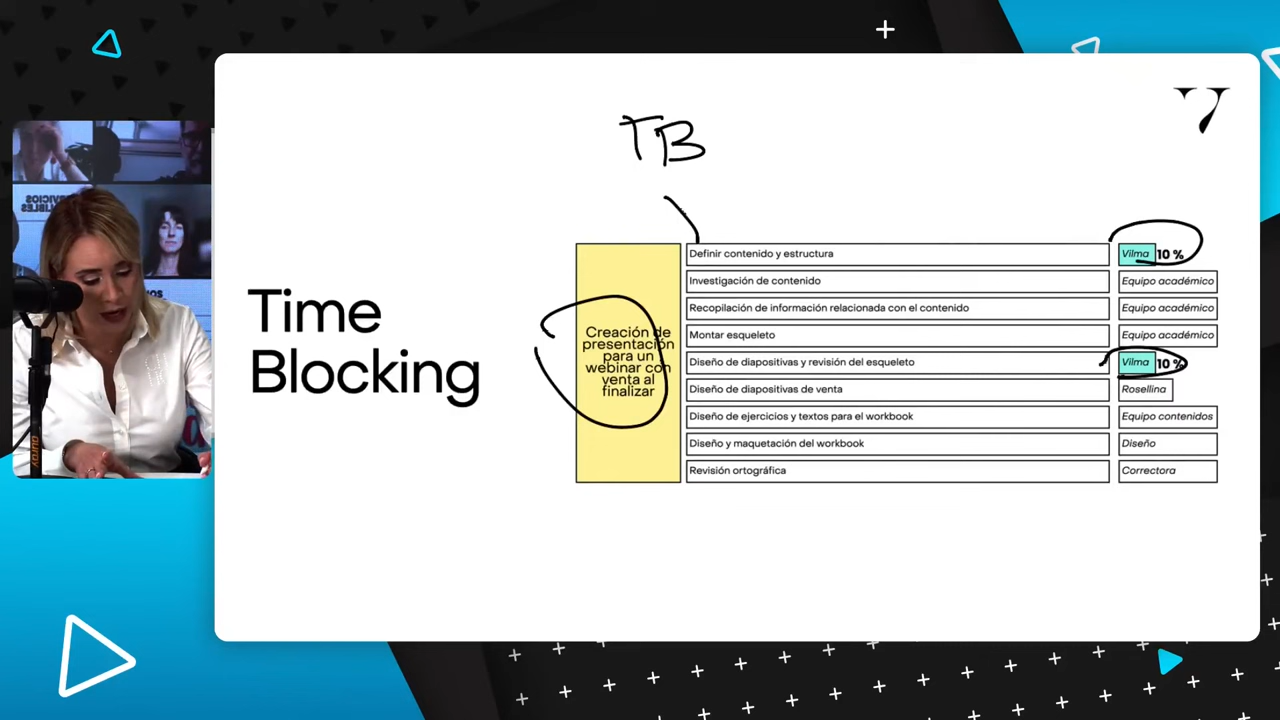 TB
Time
Blocking
Creación de
presentación
para un
webinar con
venta al
finalizar
Definir contenido y estructura
Vilma 10 %
Investigación de contenido
Equipo académico
Recopilación de información relacionada con el contenido
Equipo académico
Montar esqueleto
Equipo académico
Diseño de diapositivas y revisión del esqueleto
Vilma 10 %
Diseño de diapositivas de venta
Rosellina
Diseño de ejercicios y textos para el workbook
Equipo contenidos
Diseño y maquetación del workbook
Diseño
Revisión ortográfica
Correctora